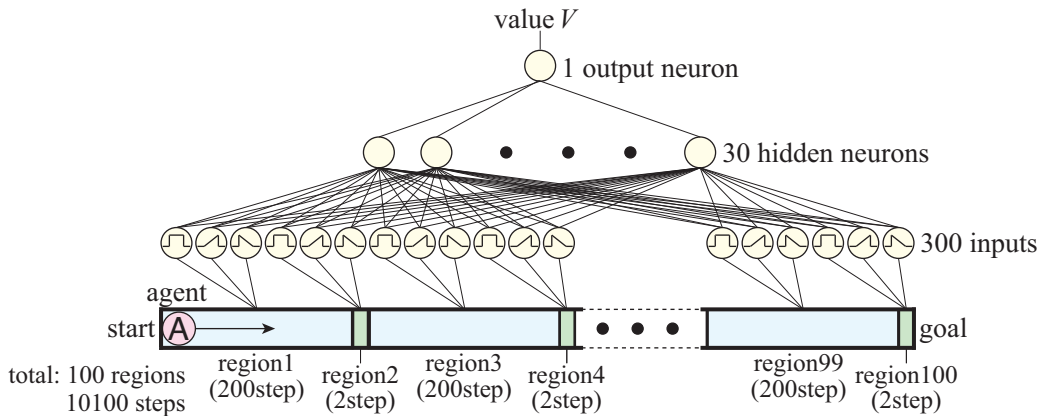 value V
1 output neuron
30 hidden neurons
300 inputs
agent
start
A
goal
region1
(200step)
region2
(2step)
region3
(200step)
region4
(2step)
region99
(200step)
region100
(2step)
total: 100 regions
10100 steps